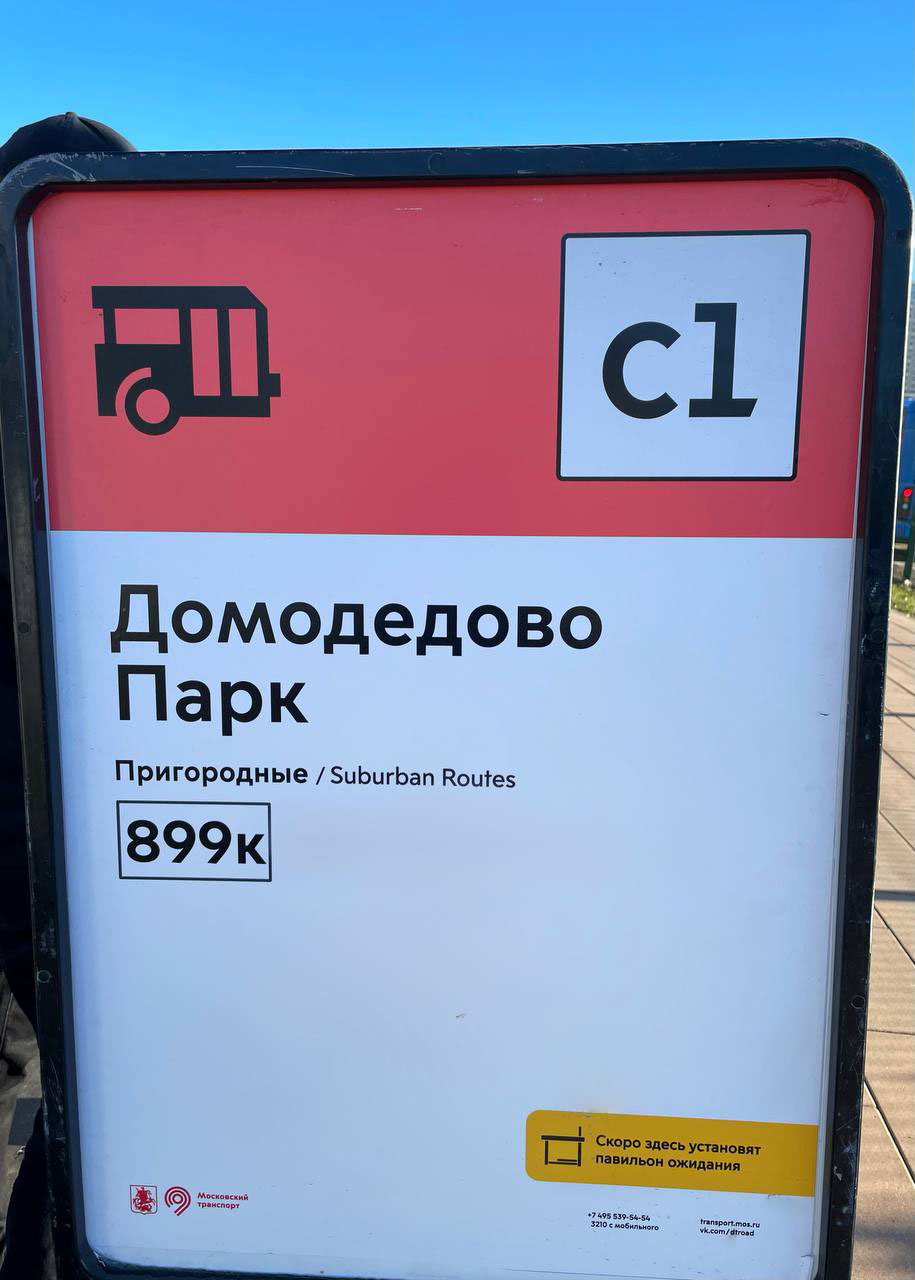 с1
Домодедово
Парк
Пригородные / Suburban Routes
899к
Скоро здесь установят
павильон ожидания
Московский
транспорт
+7 495 539-54-54
3210 с мобильного
transport.mos.ru
vk.com/dtroad